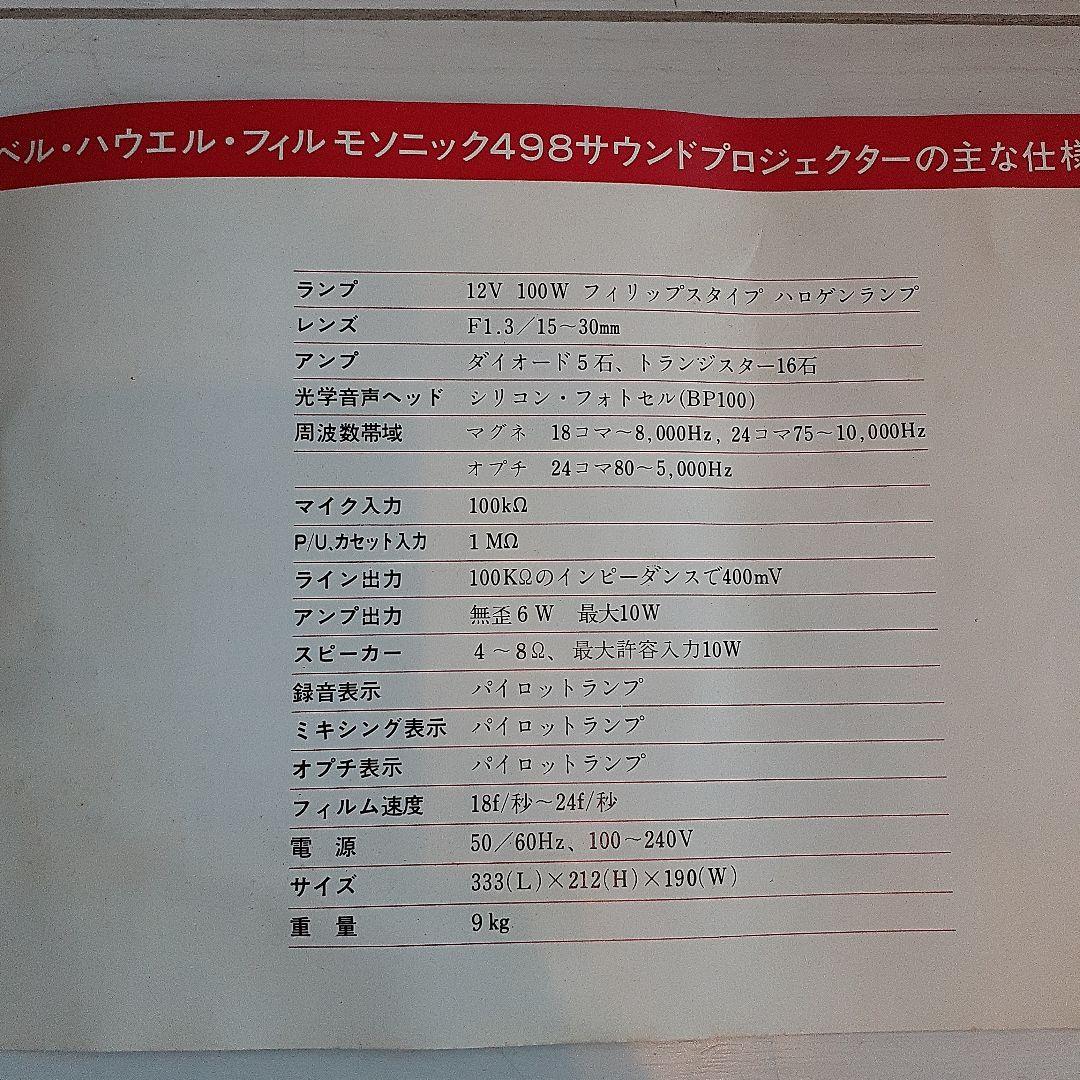 ベル・ハウエル・フィルモソニック498サウンドプロジェクターの主な仕様
ランプ 12V 100W フィリップスタイプ ハロゲンランプ
レンズ F1.3／15～30㎜
アンプ ダイオード5石、トランジスター16石
光学音声ヘッド シリコン・フォトセル(BP100)
周波数帯域 マグネ 18コマ～8,000Hz, 24コマ75～10,000Hz
オプチ 24コマ80～5,000Hz
マイク入力 100kΩ
P/U、カセット入力 1 MΩ
ライン出力 100KΩのインピーダンスで400mV
アンプ出力 無歪6W 最大10W
スピーカー 4～8Ω、最大許容入力10W
録音表示 パイロットランプ
ミキシング表示 パイロットランプ
オプチ表示 パイロットランプ
フィルム速度 18f/秒～24f/秒
電源 50／60Hz、100～240V
サイズ 333(L)×212(H)×190(W)
重量 9kg